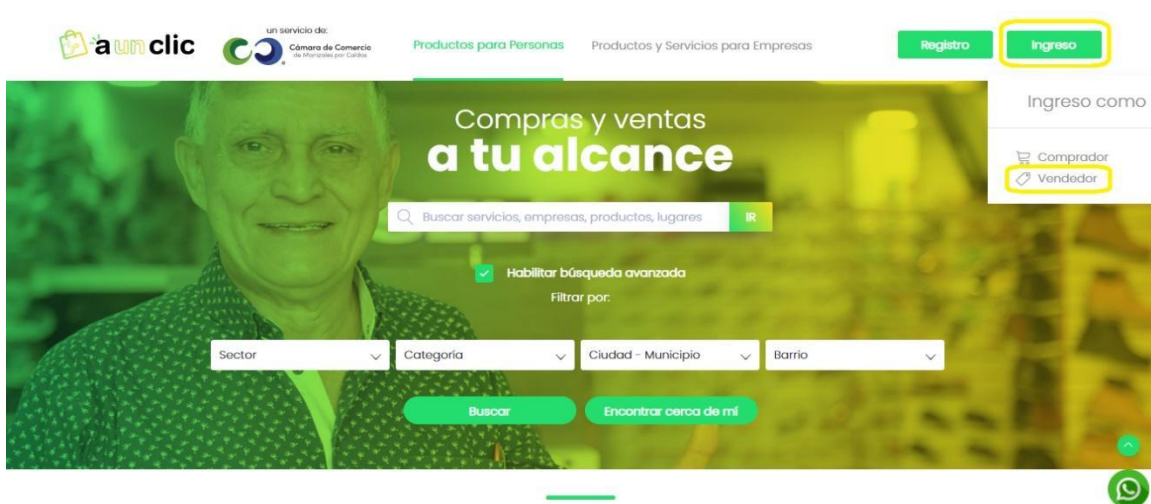 a un clic
un servicio de:
Cámara de Comercio
de Manizales por Caldas
Productos para Personas
Productos y Servicios para Empresas
Registro
Ingreso
Ingreso como
Comprador
Vendedor
Compras y ventas
a tu alcance
Buscar servicios, empresas, productos, lugares
IR
Habilitar búsqueda avanzada
Filtrar por:
Sector
Categoría
Ciudad - Municipio
Barrio
Buscar
Encontrar cerca de mí